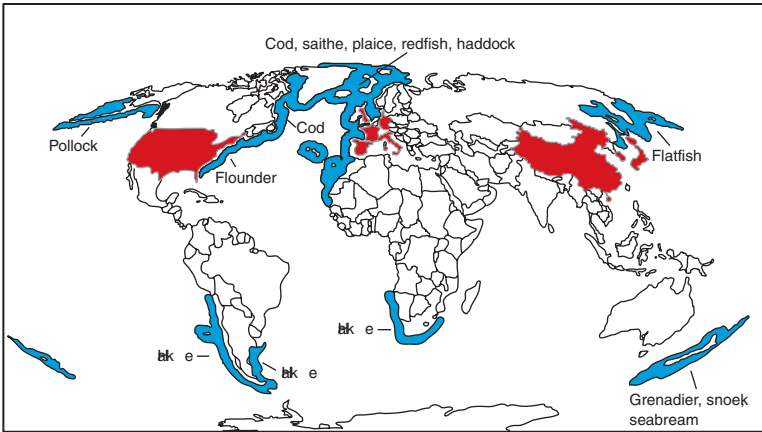 Cod, saithe, plaice, redfish, haddock
Cod
Pollock
Flounder
Flatfish
Grenadier, snoek,
seabream